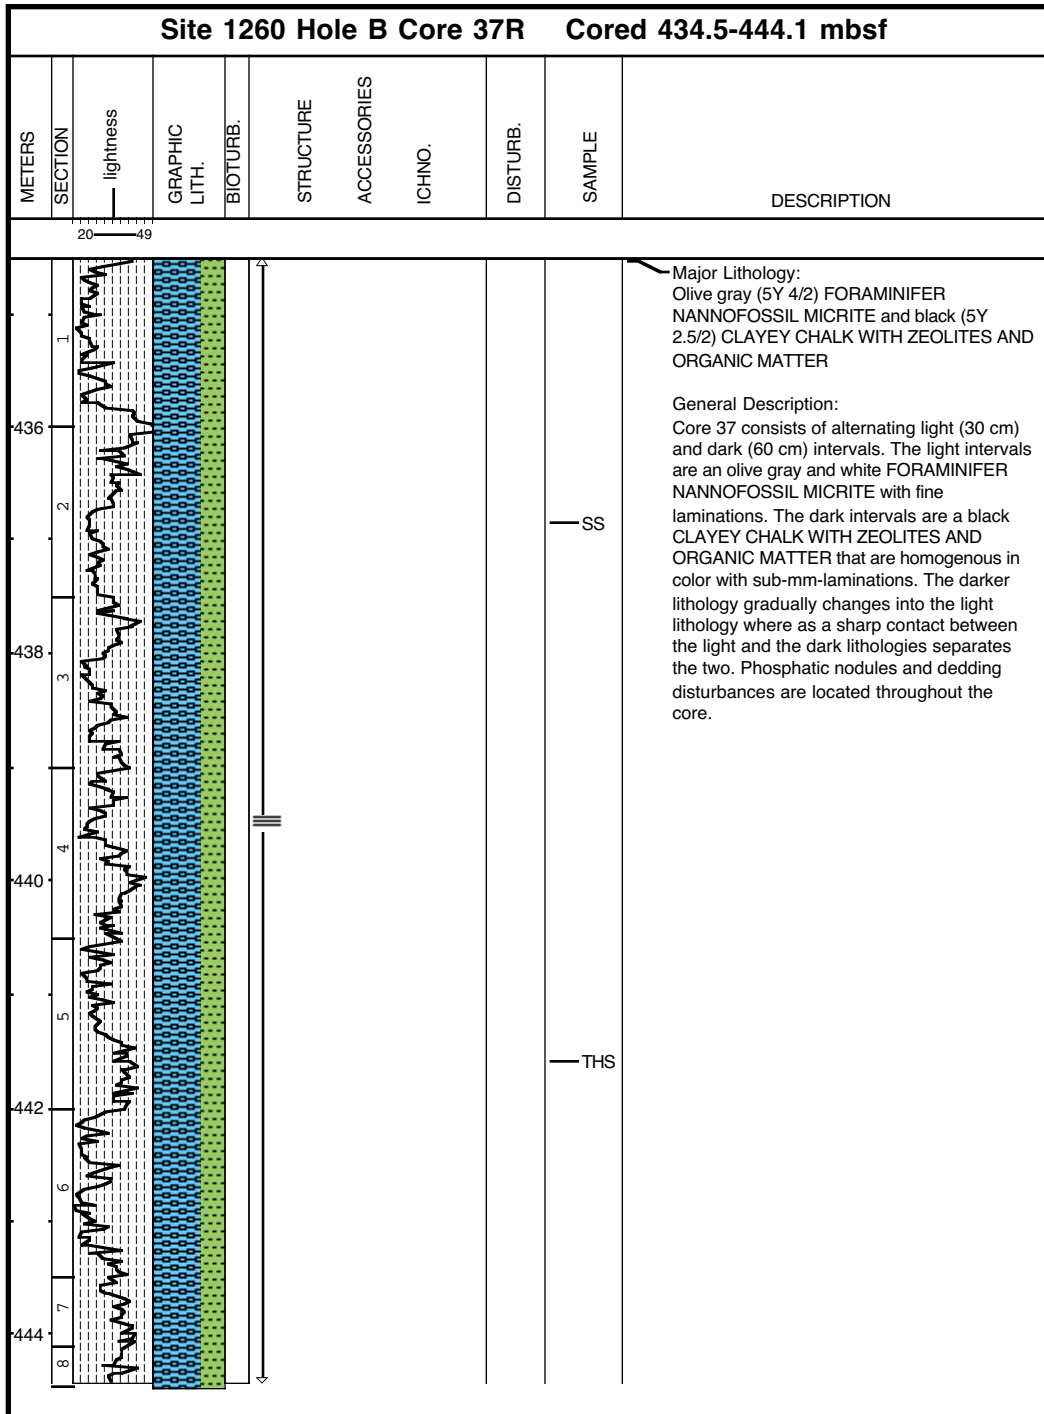 Site 1260 Hole B Core 37R Cored 434.5-444.1 mbsf
METERS
SECTION
lightness
GRAPHIC
LITH.
BIOTURB.
STRUCTURE
ACCESSORIES
ICHNO.
DISTURB.
SAMPLE
DESCRIPTION
20 49
Major Lithology:
Olive gray (5Y 4/2) FORAMINIFER
NANNOFOSSIL MICRITE and black (5Y
2.5/2) CLAYEY CHALK WITH ZEOLITES AND
ORGANIC MATTER
General Description:
Core 37 consists of alternating light (30 cm)
and dark (60 cm) intervals. The light intervals
are an olive gray and white FORAMINIFER
NANNOFOSSIL MICRITE with fine
laminations. The dark intervals are a black
CLAYEY CHALK WITH ZEOLITES AND
ORGANIC MATTER that are homogenous in
color with sub-mm-laminations. The darker
lithology gradually changes into the light
lithology where as a sharp contact between
the light and the dark lithologies separates
the two. Phosphatic nodules and dedding
disturbances are located throughout the
core.
1
436
2
SS
438
3
4
440
5
THS
442
6
7
444
8